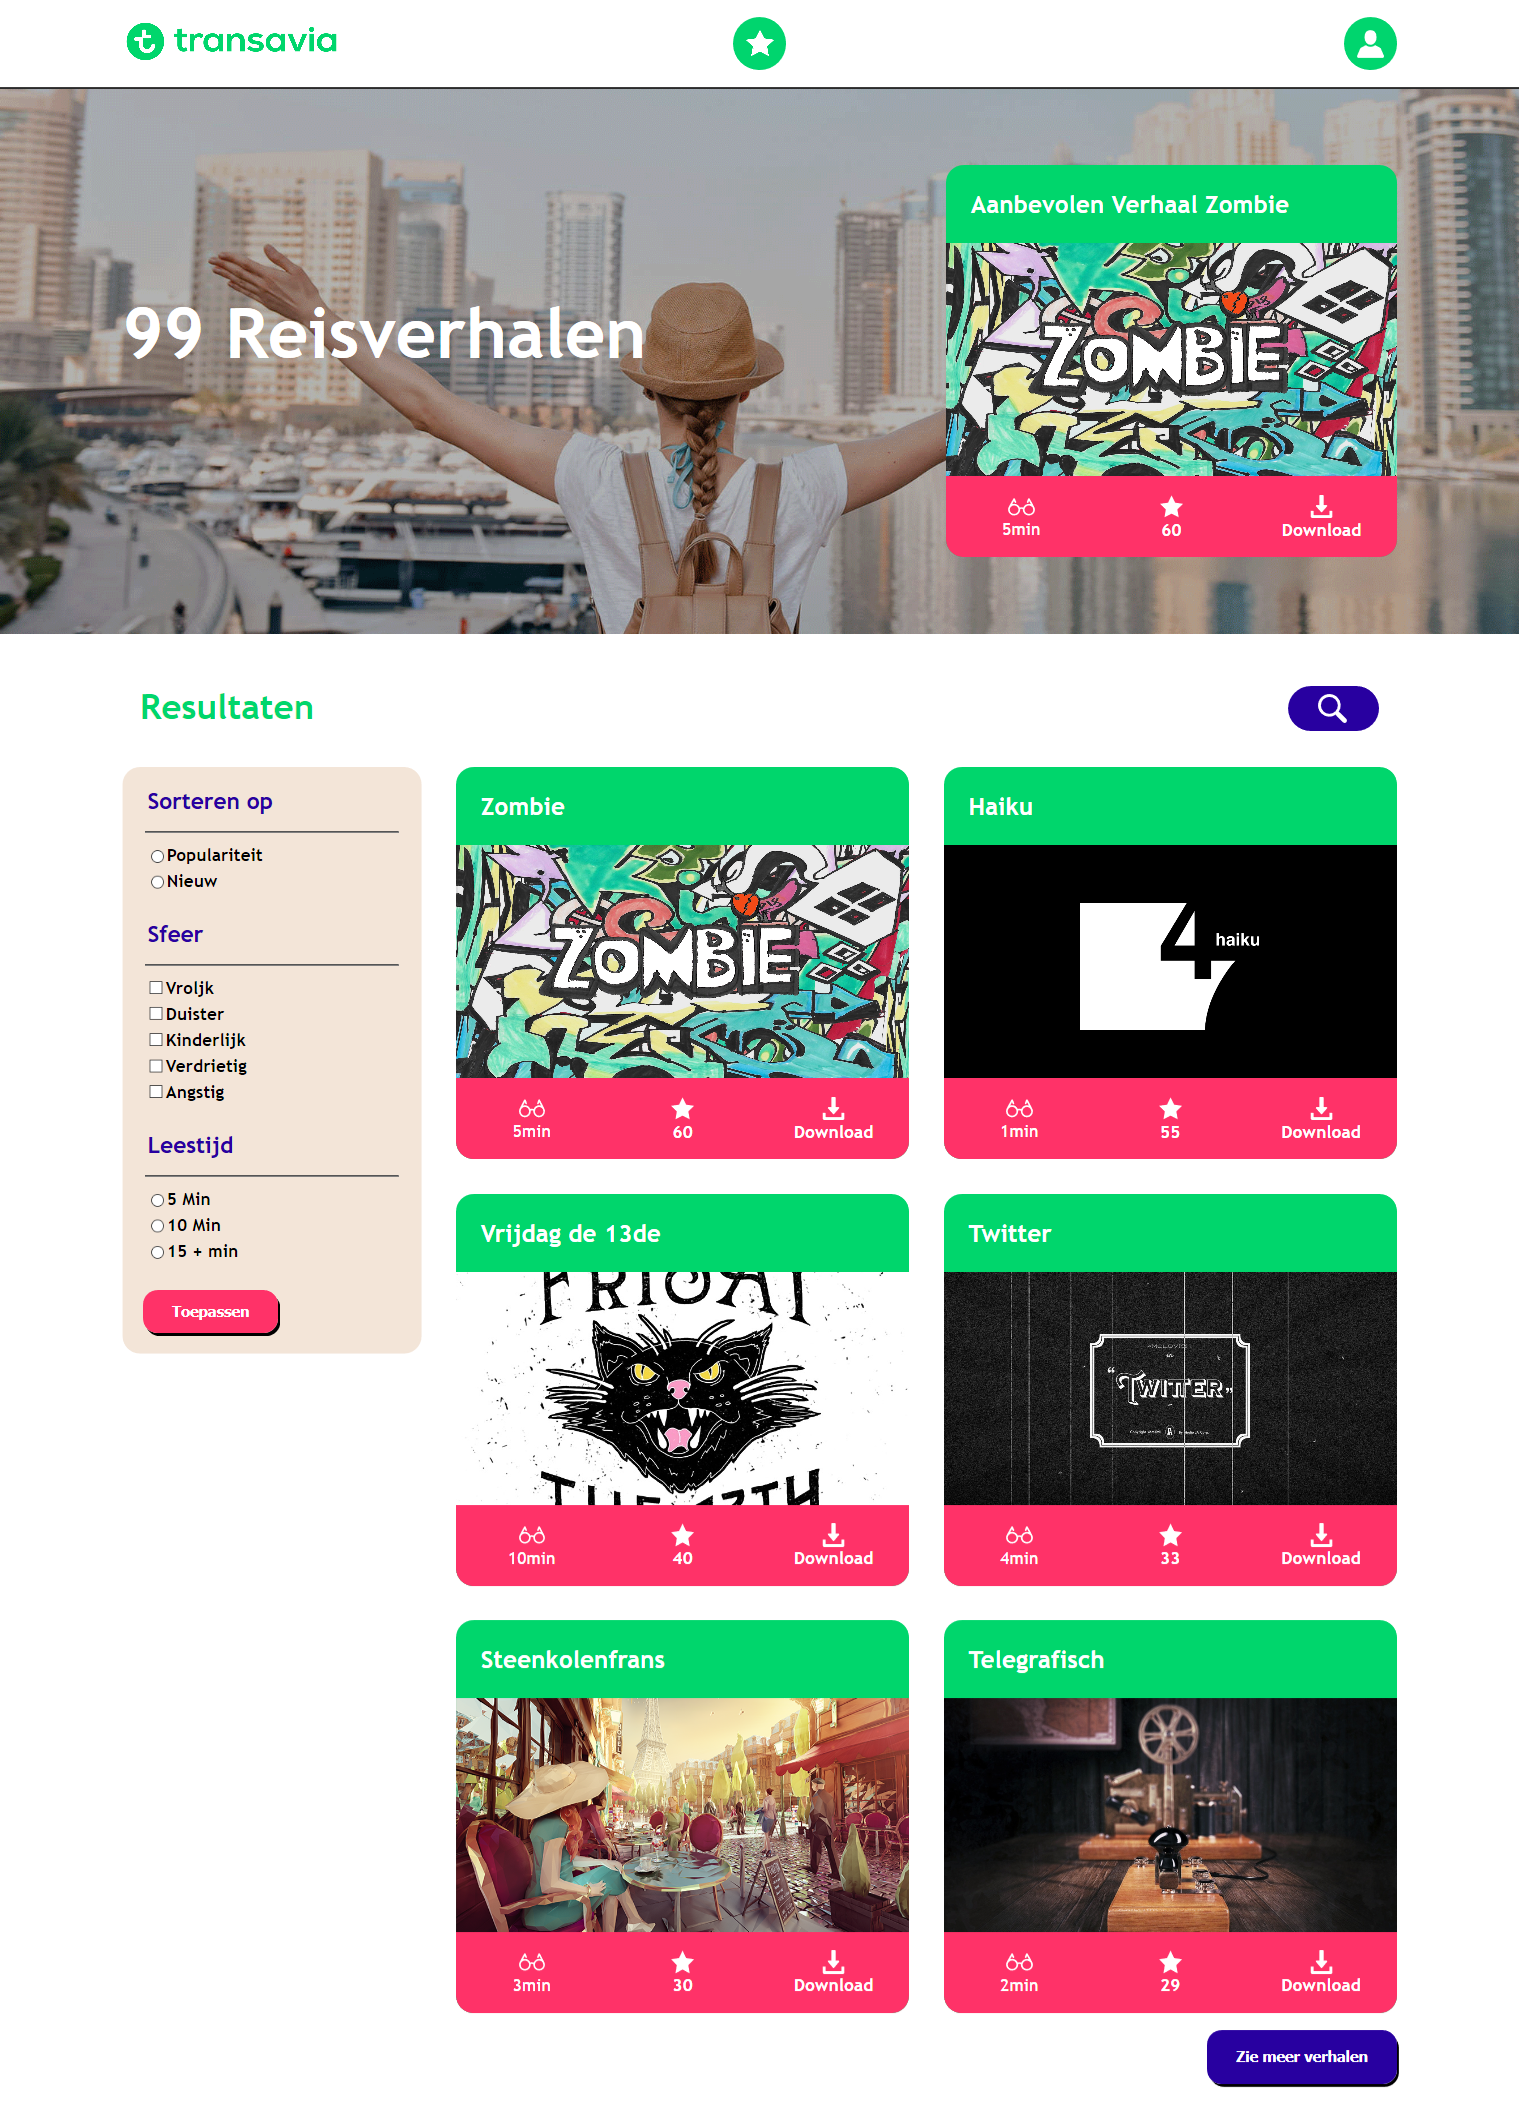 transavia
Aanbevolen Verhaal Zombie
99 Reisverhalen
ZOMBIE
5min
60
Download
Resultaten
Sorteren op
Populariteit
Nieuw
Sfeer
Vroljk
Duister
Kinderlijk
Verdrietig
Angstig
Leestijd
5 Min
10 Min
15 + min
Toepassen
Zombie
ZOMBIE
5min
60
Download
Haiku
47 haiku
1min
55
Download
Vrijdag de 13de
FRIDAY
THE 13TH
10min
40
Download
Twitter
"TWITTER"
4min
33
Download
Steenkolenfrans
3min
30
Download
Telegrafisch
2min
29
Download
Zie meer verhalen